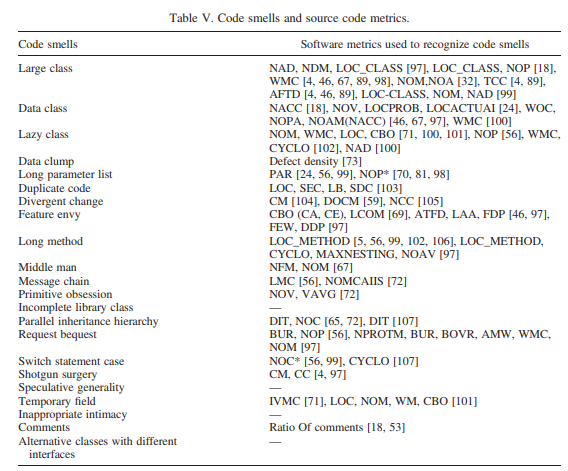 Table V. Code smells and source code metrics.
Code smells Software metrics used to recognize code smells
Large class NAD, NDM, LOC_CLASS [97], LOC_CLASS, NOP [18],
WMC [4, 46, 67, 89, 98], NOM,NOA [32], TCC [4, 89],
AFTD [4, 46, 89], LOC-CLASS, NOM, NAD [99]
Data class NACC [18], NOV, LOCPROB, LOCACTUAI [24], WOC,
NOPA, NOAM(NACC) [46, 67, 97], WMC [100]
Lazy class NOM, WMC, LOC, CBO [71, 100, 101], NOP [56], WMC,
CYCLO [102], NAD [100]
Data clump Defect density [73]
Long parameter list PAR [24, 56, 99], NOP* [70, 81, 98]
Duplicate code LOC, SEC, LB, SDC [103]
Divergent change CM [104], DOCM [59], NCC [105]
Feature envy CBO (CA, CE), LCOM [69], ATFD, LAA, FDP [46, 97],
FEW, DDP [97]
Long method LOC_METHOD [5, 56, 99, 102, 106], LOC_METHOD,
CYCLO, MAXNESTING, NOAV [97]
Middle man NFM, NOM [67]
Message chain LMC [56], NOMCAIIS [72]
Primitive obsession NOV, VAVG [72]
Incomplete library class —
Parallel inheritance hierarchy DIT, NOC [65, 72], DIT [107]
Request bequest BUR, NOP [56], NPROTM, BUR, BOVR, AMW, WMC,
NOM [97]
Switch statement case NOC* [56, 99], CYCLO [107]
Shotgun surgery CM, CC [4, 97]
Speculative generality —
Temporary field IVMC [71], LOC, NOM, WM, CBO [101]
Inappropriate intimacy —
Comments Ratio Of comments [18, 53]
Alternative classes with different —
interfaces